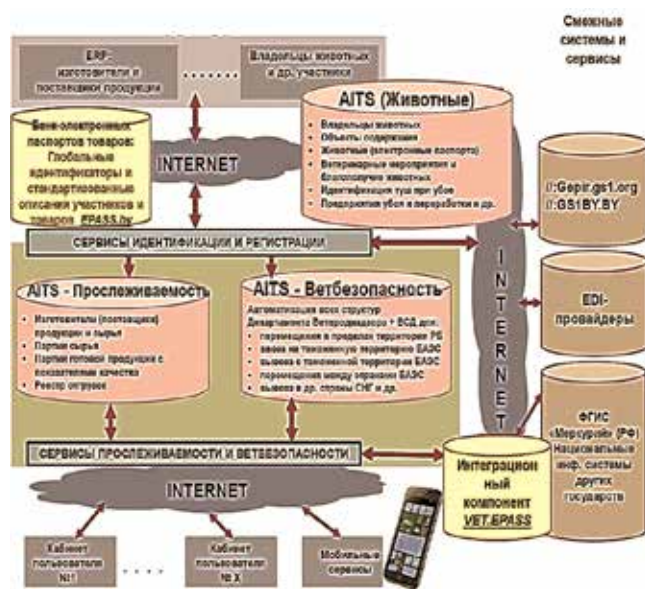 Смежные
системы и
сервисы
ERP:
изготовители и
поставщики продукции
Владельцы животных
и др. участники
Банк электронных
паспортов товаров:
Глобальные
идентификаторы и
стандартизованные
описания участников и
товаров EPASS.by
INTERNET
AITS (Животные)
• Владельцы животных
• Объекты содержания
• Животные (электронные паспорта)
• Ветеринарные мероприятия и
благополучие животных
• Идентификация туш при убое
• Предприятия убоя и переработки и др.
//:Gepir.gs1.org
//:GS1BY.BY
СЕРВИСЫ ИДЕНТИФИКАЦИИ И РЕГИСТРАЦИИ
INTERNET
AITS - Прослеживаемость
• Изготовители (поставщики)
продукции и сырья
• Партии сырья
• Партии готовой продукции с
показателями качества
• Реестр отгрузок
AITS - Ветбезопасность
Автоматизация всех структур
Департамента Ветпроднадзора + ВСД для:
• перемещения в пределах территории РБ
• ввоза на таможенную территорию ЕАЭС
• вывоза с таможенной территории ЕАЭС
• перемещения между странами ЕАЭС
• вывоза в др. страны СНГ и др.
EDI-
провайдеры
ФГИС
«Меркурий» (РФ)
Национальные
инф. системы
других
государств
СЕРВИСЫ ПРОСЛЕЖИВАЕМОСТИ И ВЕТБЕЗОПАСНОСТИ
Интеграцион
ный
компонент
VET.EPASS
INTERNET
Кабинет
пользователя
№1
Кабинет
пользователя
№ X
Мобильные
сервисы